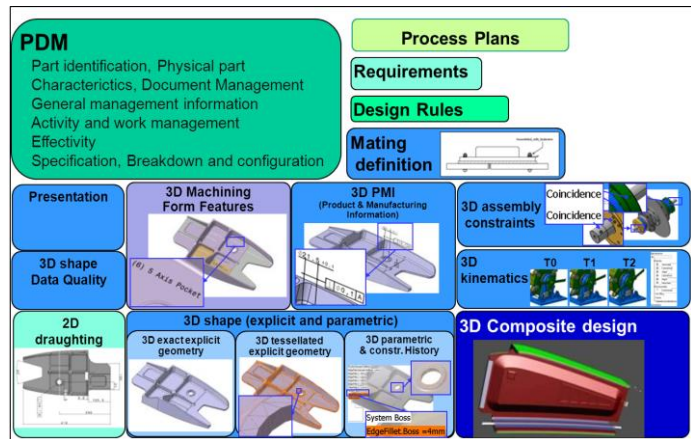 PDM
Part identification, Physical part
Characterictics, Document Management
General management information
Activity and work management
Effectivity
Specification, Breakdown and configuration
Process Plans
Requirements
Design Rules
Mating
definition
Presentation
3D Machining
Form Features
(6) 5 Axis Pocket
3D PMI
(Product & Manufacturing
Information)
3D assembly
constraints
Coincidence
Coincidence
3D shape
Data Quality
3D
kinematics
T0
T1
T2
2D
draughting
3D shape (explicit and parametric)
3D exact explicit
geometry
3D tessellated
explicit geometry
3D parametric
& constr. History
System Boss
EdgeFillet.Boss =4mm
3D Composite design